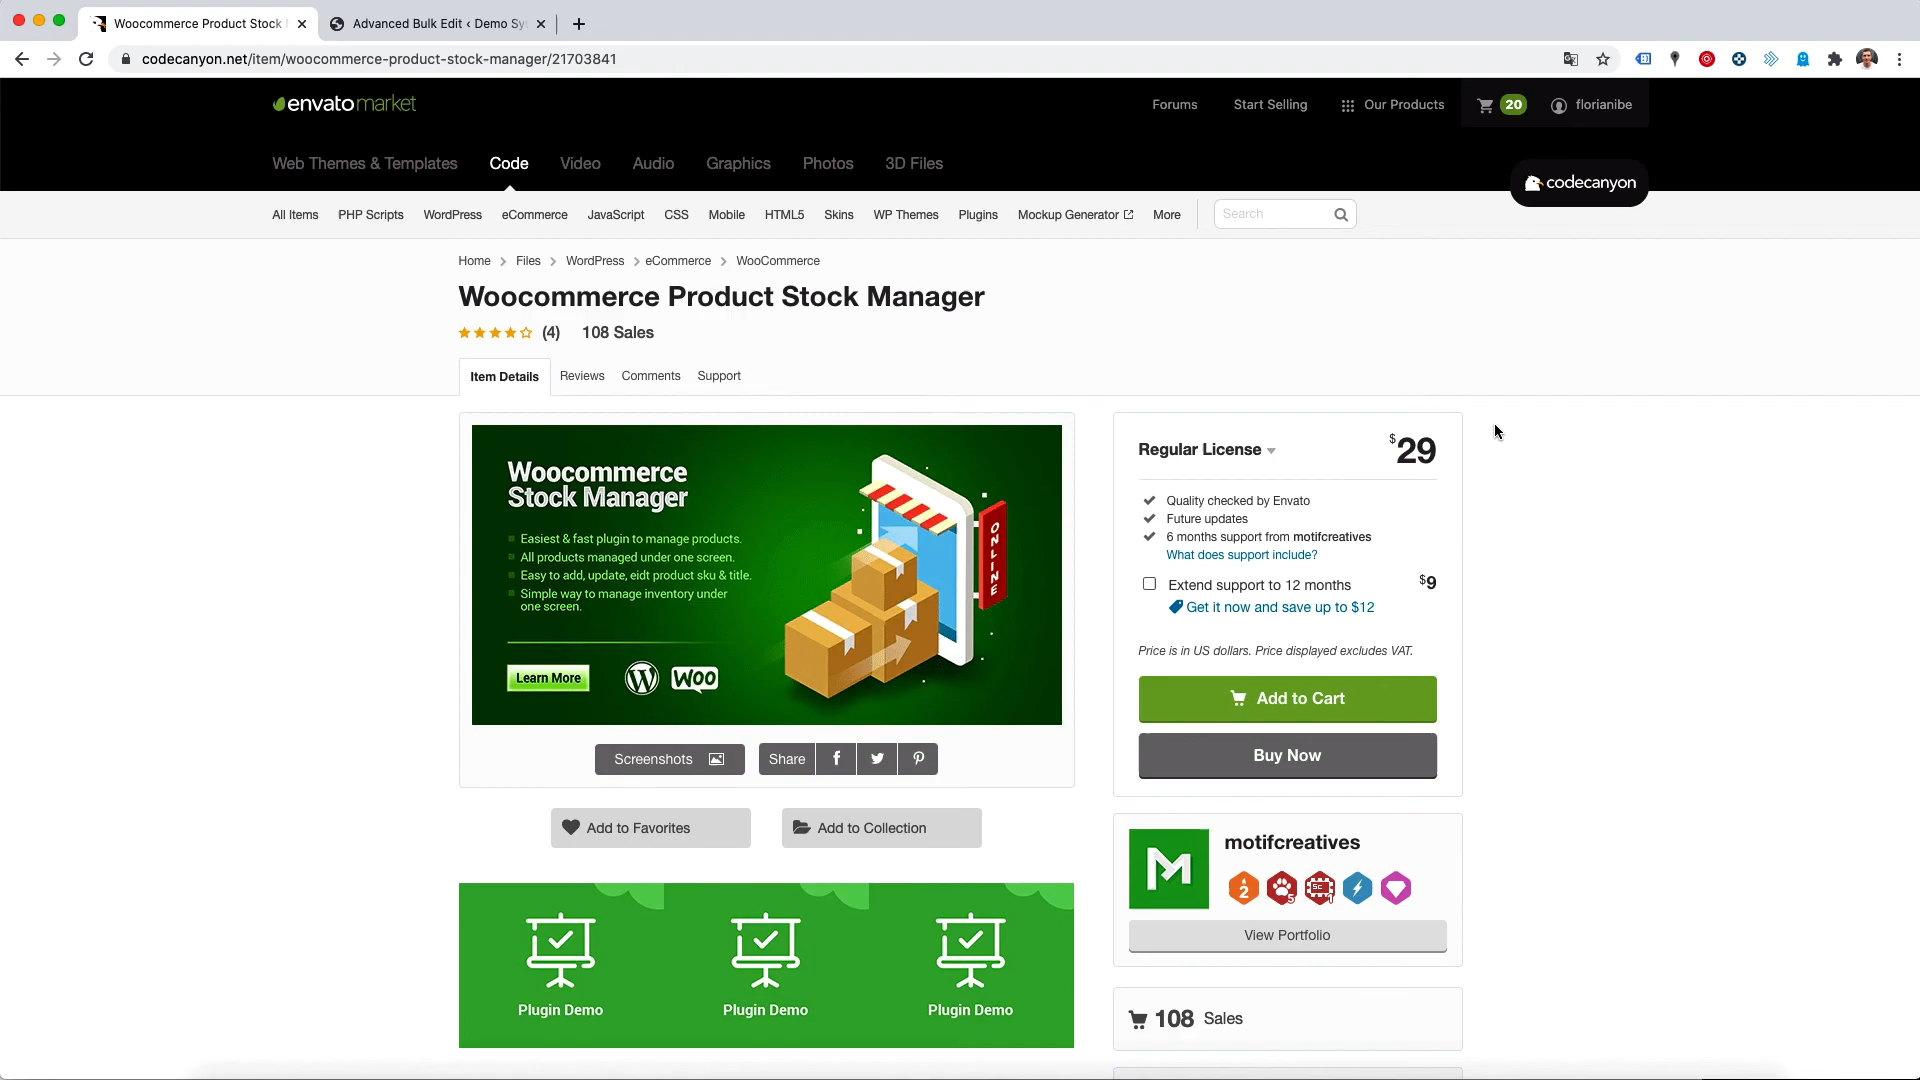 Woocommerce Product Stock
Advanced Bulk Edit ‹ Demo Sy
codecanyon.net/item/woocommerce-product-stock-manager/21703841
envatomarket
Forums
Start Selling
Our Products
20
florianibe
Web Themes & Templates
Code
Video
Audio
Graphics
Photos
3D Files
codecanyon
All Items
PHP Scripts
WordPress
eCommerce
JavaScript
CSS
Mobile
HTML5
Skins
WP Themes
Plugins
Mockup Generator
More
Search
Home
Files
WordPress
eCommerce
WooCommerce
Woocommerce Product Stock Manager
(4)
108 Sales
Item Details
Reviews
Comments
Support
Woocommerce
Stock Manager
Easiest & fast plugin to manage products.
All products managed under one screen.
Easy to add, update, eidt product sku & title.
Simple way to manage inventory under
one screen.
Learn More
WOO
ONLINE
Screenshots
Share
Add to Favorites
Add to Collection
Plugin Demo
Plugin Demo
Plugin Demo
Regular License
$29
Quality checked by Envato
Future updates
6 months support from motifcreatives
What does support include?
Extend support to 12 months
$9
Get it now and save up to $12
Price is in US dollars. Price displayed excludes VAT.
Add to Cart
Buy Now
motifcreatives
2
5
SC
1
View Portfolio
108 Sales